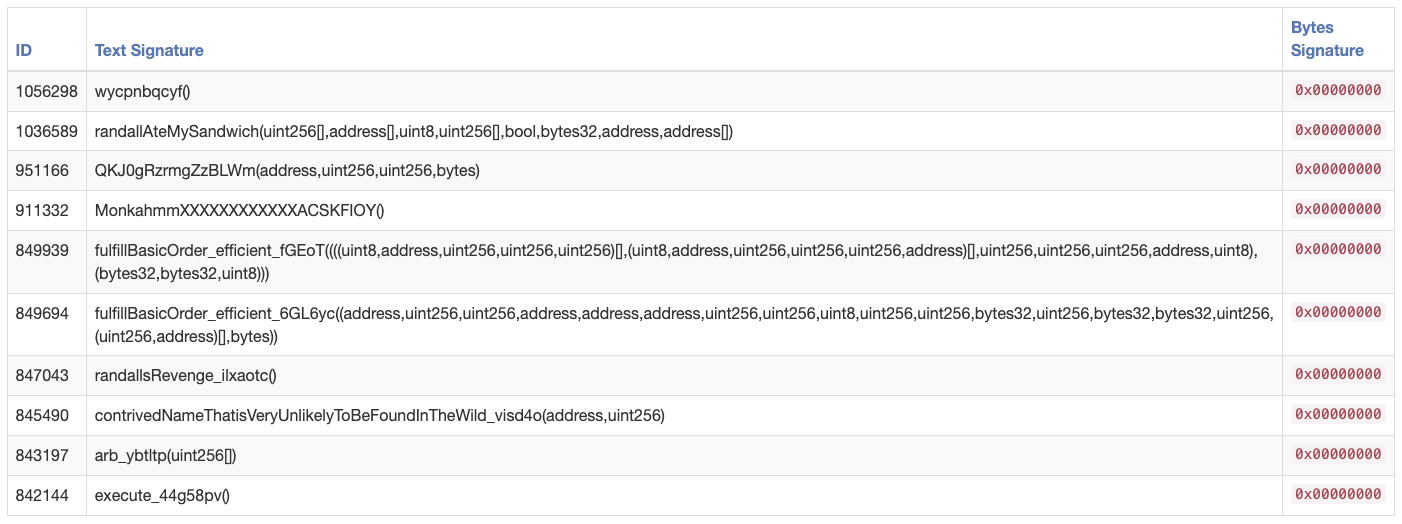 ID Text Signature Bytes Signature
1056298 wycpnbqcyf() 0x00000000
1036589 randallAteMySandwich(uint256[],address[],uint8,uint256[],bool,bytes32,address,address[]) 0x00000000
951166 QKJ0gRzrmgZzBLWm(address,uint256,uint256,bytes) 0x00000000
911332 MonkahmmXXXXXXXXXXXXACSKFIOY() 0x00000000
849939 fulfillBasicOrder_efficient_fGEoT((((uint8,address,uint256,uint256,uint256)[],(uint8,address,uint256,uint256,uint256,address)[],uint256,uint256,uint256,address,uint8), 0x00000000
(bytes32,bytes32,uint8)))
849694 fulfillBasicOrder_efficient_6GL6yc((address,uint256,uint256,address,address,address,uint256,uint256,uint8,uint256,uint256,bytes32,uint256,bytes32,bytes32,uint256, 0x00000000
(uint256,address)[],bytes))
847043 randallsRevenge_ilxaotc() 0x00000000
845490 contrivedNameThatisVeryUnlikelyToBeFoundInTheWild_visd4o(address,uint256) 0x00000000
843197 arb_ybtltp(uint256[]) 0x00000000
842144 execute_44g58pv() 0x00000000